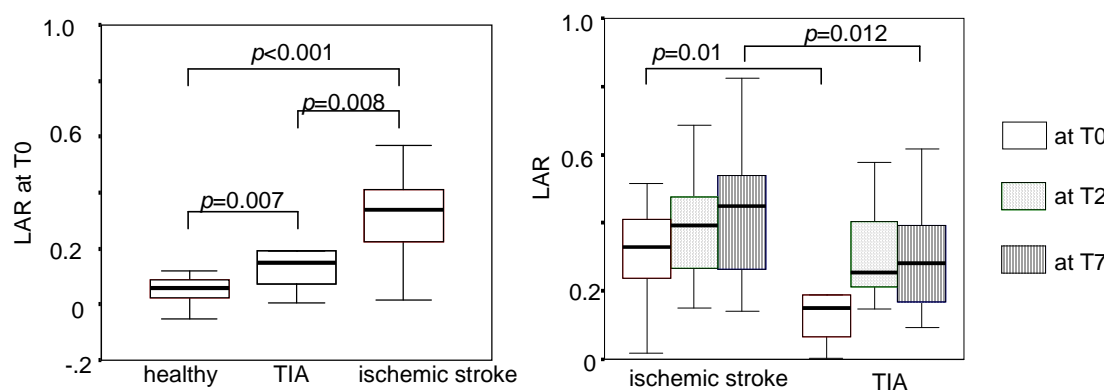 1.0
0.6
0.2
0
-.2
LAR at T0
p<0.001
p=0.008
p=0.007
healthy
TIA
ischemic stroke
1.0
0.6
0.2
0
LAR
p=0.01
p=0.012
ischemic stroke
TIA
at T0
at T2
at T7